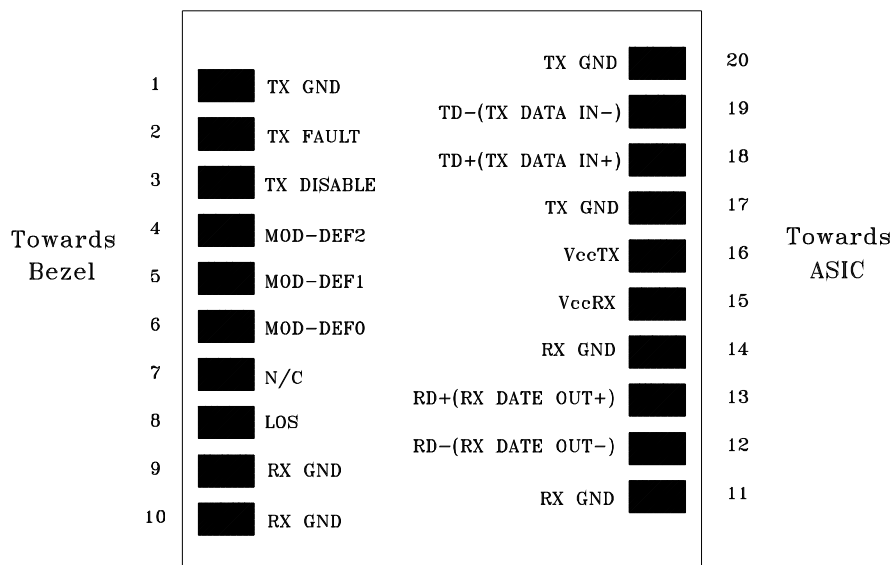 1 TX GND
2 TX FAULT
3 TX DISABLE
4 MOD-DEF2
5 MOD-DEF1
6 MOD-DEF0
7 N/C
8 LOS
9 RX GND
10 RX GND
Towards
Bezel
TX GND 20
TD-(TX DATA IN-) 19
TD+(TX DATA IN+) 18
TX GND 17
VccTX 16
VccRX 15
RX GND 14
RD+(RX DATE OUT+) 13
RD-(RX DATE OUT-) 12
RX GND 11
Towards
ASIC